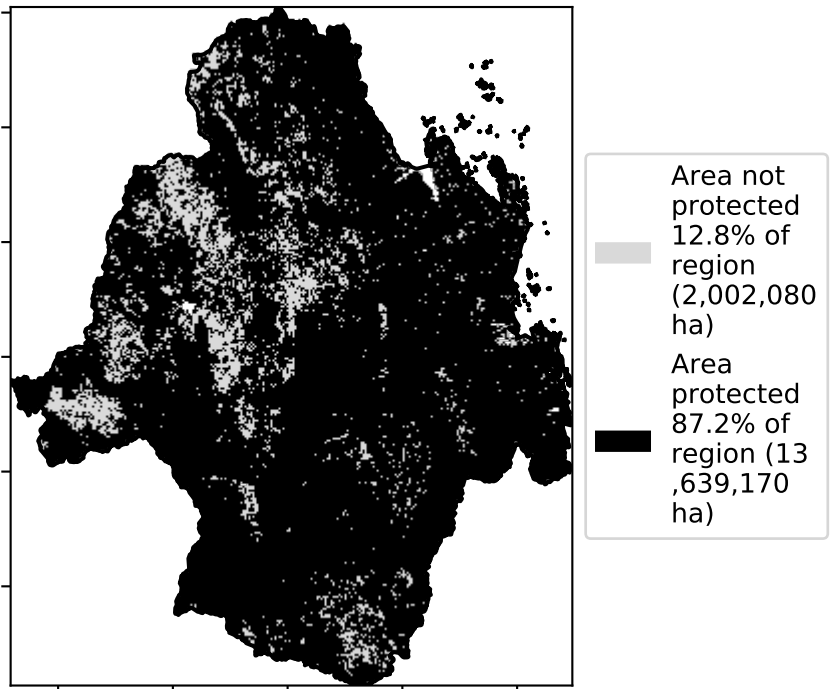 Area not
protected
12.8% of
region
(2,002,080
ha)
Area
protected
87.2% of
region (13
,639,170
ha)